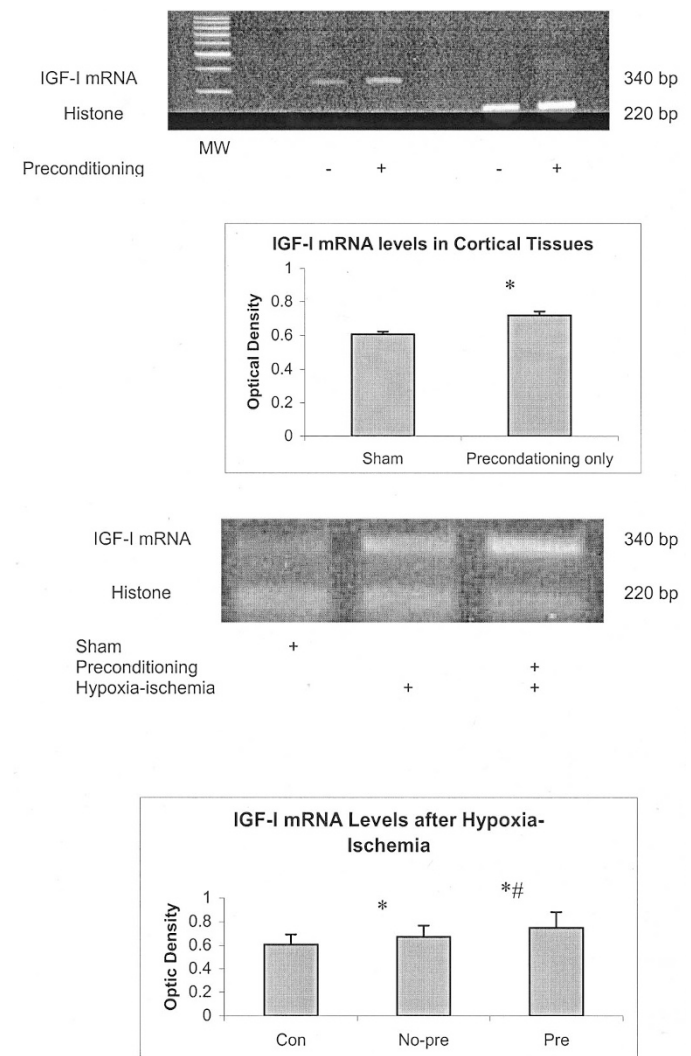 IGF-I mRNA 340 bp
Histone 220 bp
MW
Preconditioning - + - +
IGF-I mRNA levels in Cortical Tissues
Optical Density
1
0.8
0.6
0.4
0.2
0
*
Sham Precondationing only
IGF-I mRNA 340 bp
Histone 220 bp
Sham +
Preconditioning +
Hypoxia-ischemia - + +
IGF-I mRNA Levels after Hypoxia-
Ischemia
Optic Density
1
0.8
0.6
0.4
0.2
0
* *#
Con No-pre Pre